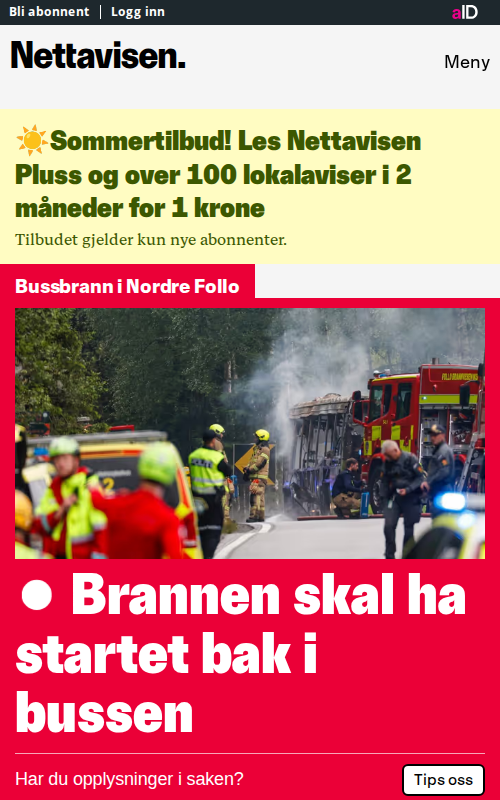 Bli abonnent
Logg inn
aID
Nettavisen.
Meny
☀️Sommertilbud! Les Nettavisen
Pluss og over 100 lokalaviser i 2
måneder for 1 krone
Tilbudet gjelder kun nye abonnenter.
Bussbrann i Nordre Follo
Brannen skal ha
startet bak i
bussen
Har du opplysninger i saken?
Tips oss